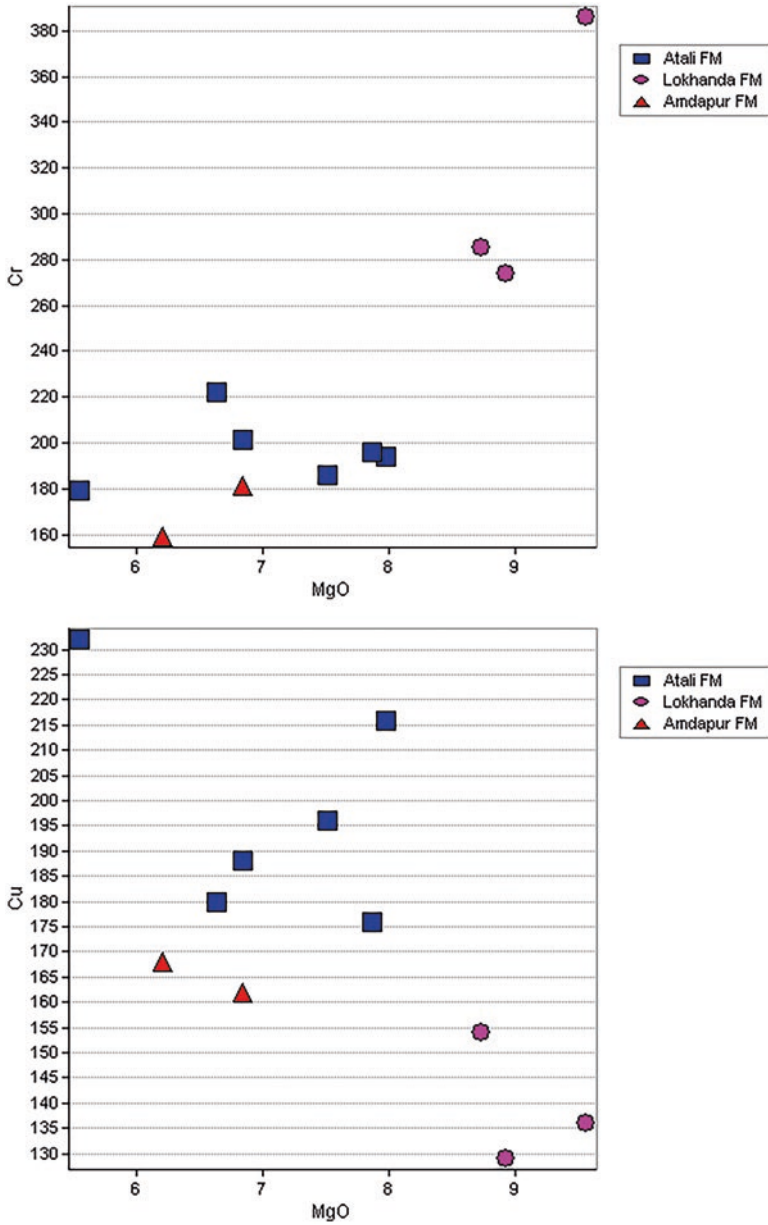 380
360
340
320
300
280
260
240
220
200
180
160
Cr
6 7 8 9
MgO
Atali FM
Lokhanda FM
Amdapur FM
230
225
220
215
210
205
200
195
190
185
180
175
170
165
160
155
150
145
140
135
130
Cu
6 7 8 9
MgO
Atali FM
Lokhanda FM
Amdapur FM